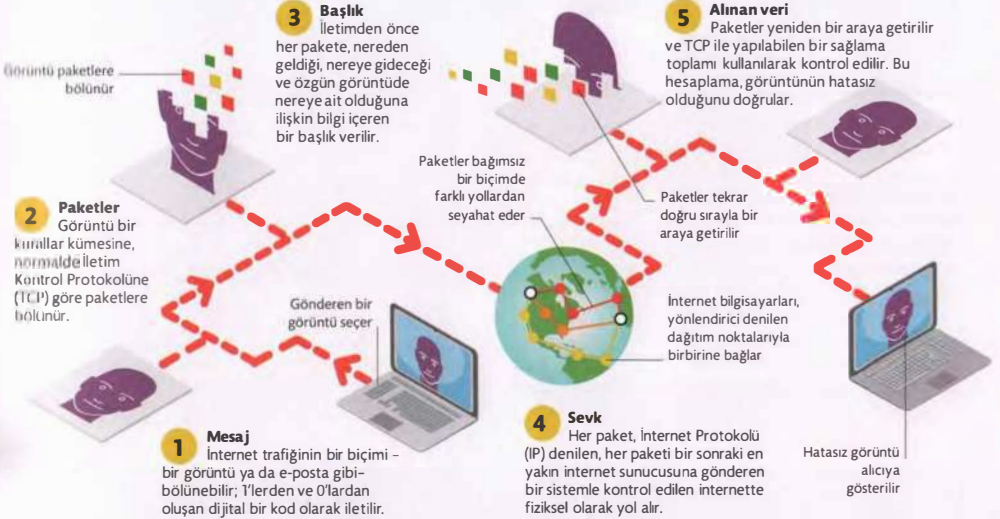 1 Mesaj
İnternet trafiğinin bir biçimi –
bir görüntü ya da e-posta gibi–
bölünebilir; 1'lerden ve 0'lardan
oluşan dijital bir kod olarak iletilir.
Gönderen bir
görüntü seçer
2 Paketler
Görüntü bir
kurallar kümesine,
normalde İletim
Kontrol Protokolüne
(TCP) göre paketlere
bölünür.
Görüntü paketlere
bölünür
3 Başlık
İletimden önce
her pakete, nereden
geldiği, nereye gideceği
ve özgün görüntüde
nereye ait olduğuna
ilişkin bilgi içeren
bir başlık verilir.
Paketler bağımsız
bir biçimde
farklı yollardan
seyahat eder
4 Sevk
Her paket, İnternet Protokolü
(IP) denilen, her paketi bir sonraki en
yakın internet sunucusuna gönderen
bir sistemle kontrol edilen internette
fiziksel olarak yol alır.
İnternet bilgisayarları,
yönlendirici denilen
dağıtım noktalarıyla
birbirine bağlar
5 Alınan veri
Paketler yeniden bir araya getirilir
ve TCP ile yapılabilen bir sağlama
toplamı kullanılarak kontrol edilir. Bu
hesaplama, görüntünün hatasız
olduğunu doğrular.
Paketler tekrar
doğru sırayla bir
araya getirilir
Hatasız görüntü
alıcıya
gösterilir